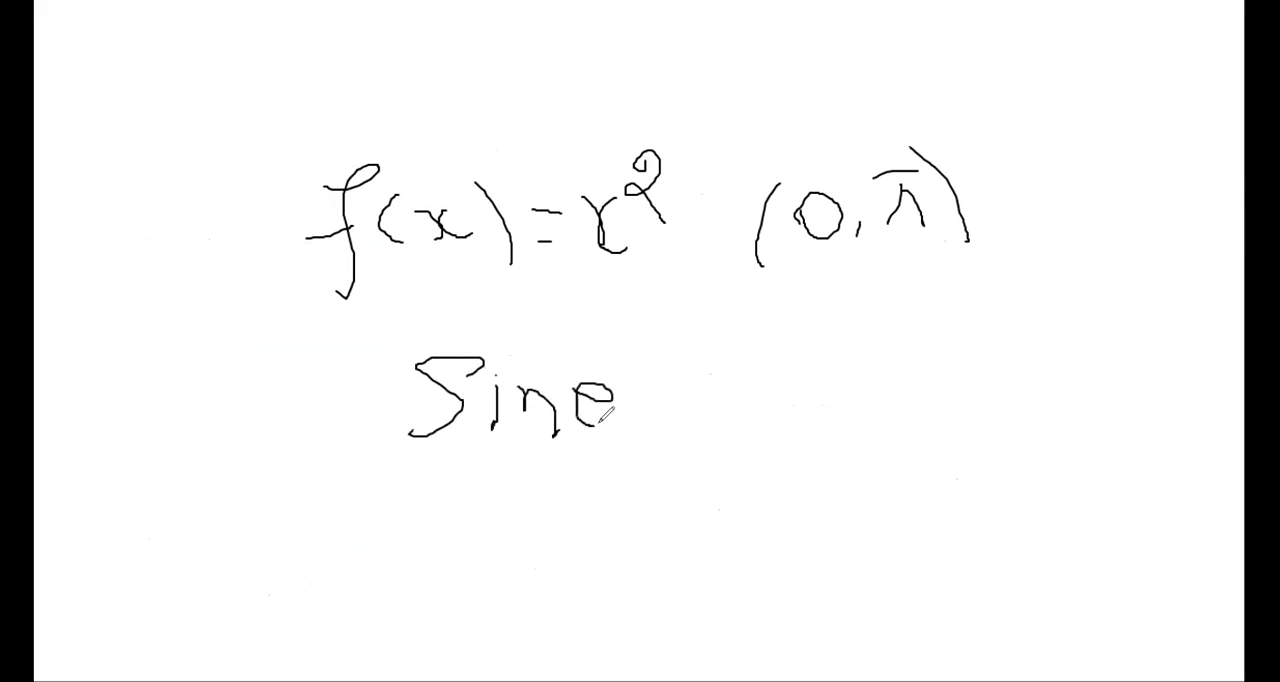 f(x) = x² (0, π)
Sine